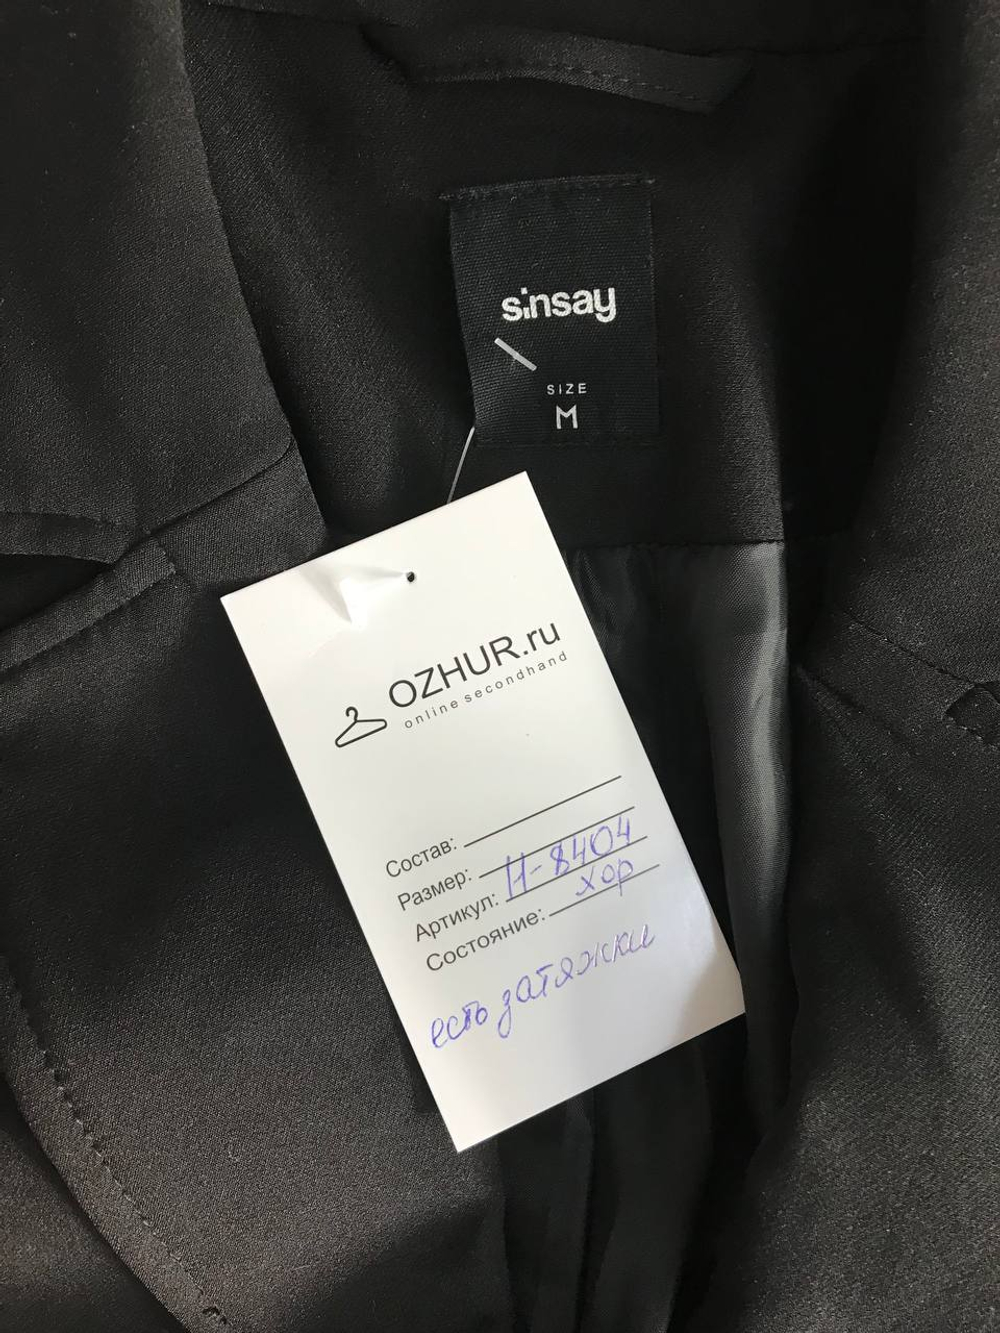 sinsay
SIZE
M
OZHUR.ru
online secondhand
Состав:
Размер:
Артикул: Н-8404
Состояние: хор
есть затяжки